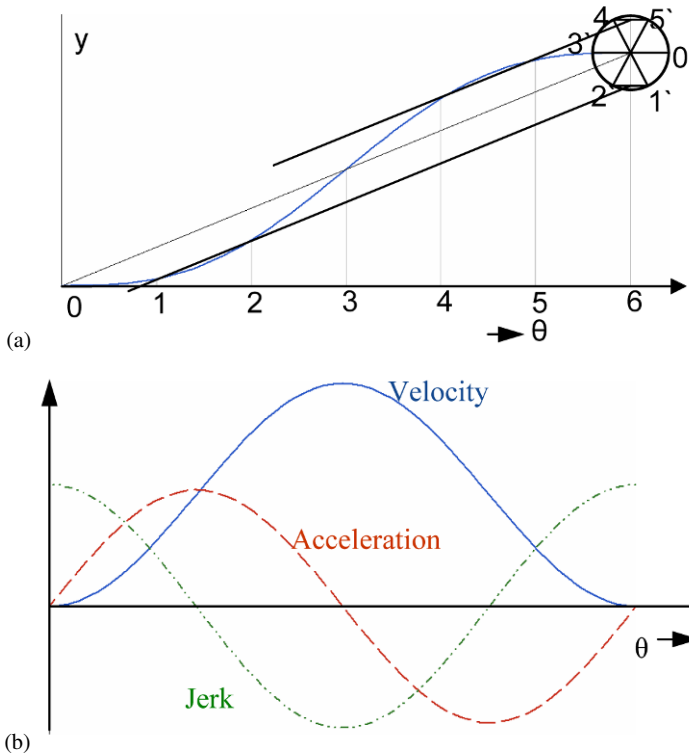 y
4 5`
3` 0
2 1`
0 1 2 3 4 5 6
θ
(a)
Velocity
Acceleration
θ
Jerk
(b)